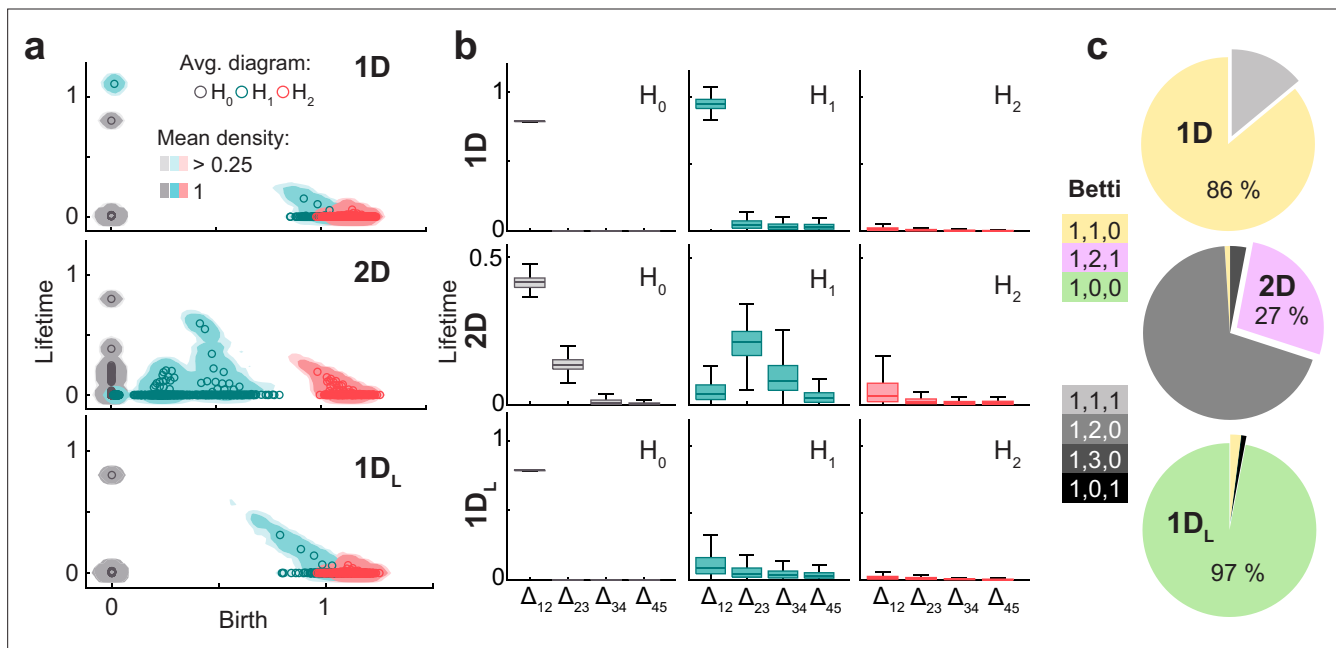 a
Avg. diagram:
H0 H1 H2
Mean density:
> 0.25
1
1D
1
0
2D
1
0
1DL
1
0
Lifetime
0 1
Birth
b
1D
1
0
H0
H1
H2
2D
0.5
0
H0
H1
H2
1DL
1
0
H0
H1
H2
Lifetime
Δ12 Δ23 Δ34 Δ45
Δ12 Δ23 Δ34 Δ45
Δ12 Δ23 Δ34 Δ45
c
Betti
1,1,0
1,2,1
1,0,0
1,1,1
1,2,0
1,3,0
1,0,1
1D
86 %
2D
27 %
1DL
97 %